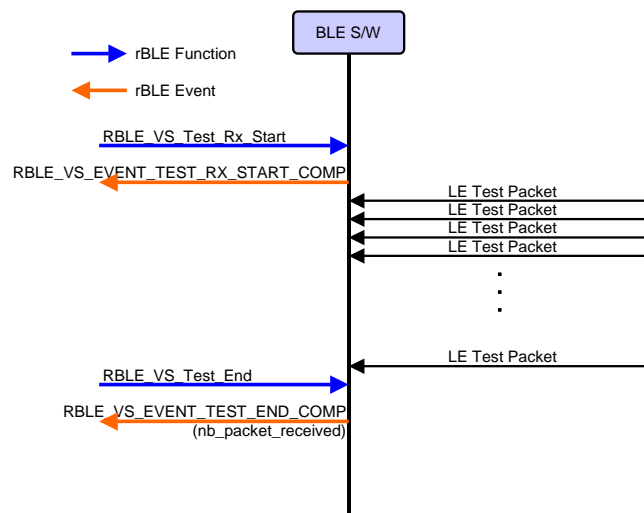 BLE S/W
rBLE Function
rBLE Event
RBLE_VS_Test_Rx_Start
RBLE_VS_EVENT_TEST_RX_START_COMP
LE Test Packet
LE Test Packet
LE Test Packet
LE Test Packet
.
.
.
LE Test Packet
RBLE_VS_Test_End
RBLE_VS_EVENT_TEST_END_COMP
(nb_packet_received)